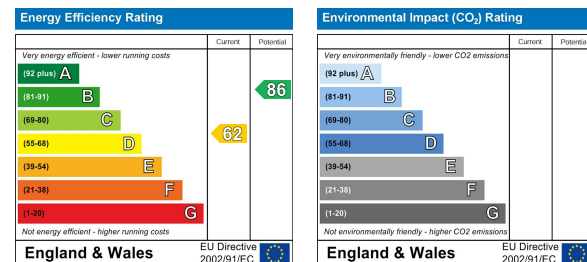 Energy Efficiency Rating
Current Potential
Very energy efficient - lower running costs
(92 plus) A
(81-91) B
(69-80) C
(55-68) D
(39-54) E
(21-38) F
(1-20) G
62
86
Not energy efficient - higher running costs
England & Wales
EU Directive
2002/91/EC
Environmental Impact (CO₂) Rating
Current Potential
Very environmentally friendly - lower CO2 emissions
(92 plus) A
(81-91) B
(69-80) C
(55-68) D
(39-54) E
(21-38) F
(1-20) G
Not environmentally friendly - higher CO2 emissions
England & Wales
EU Directive
2002/91/EC